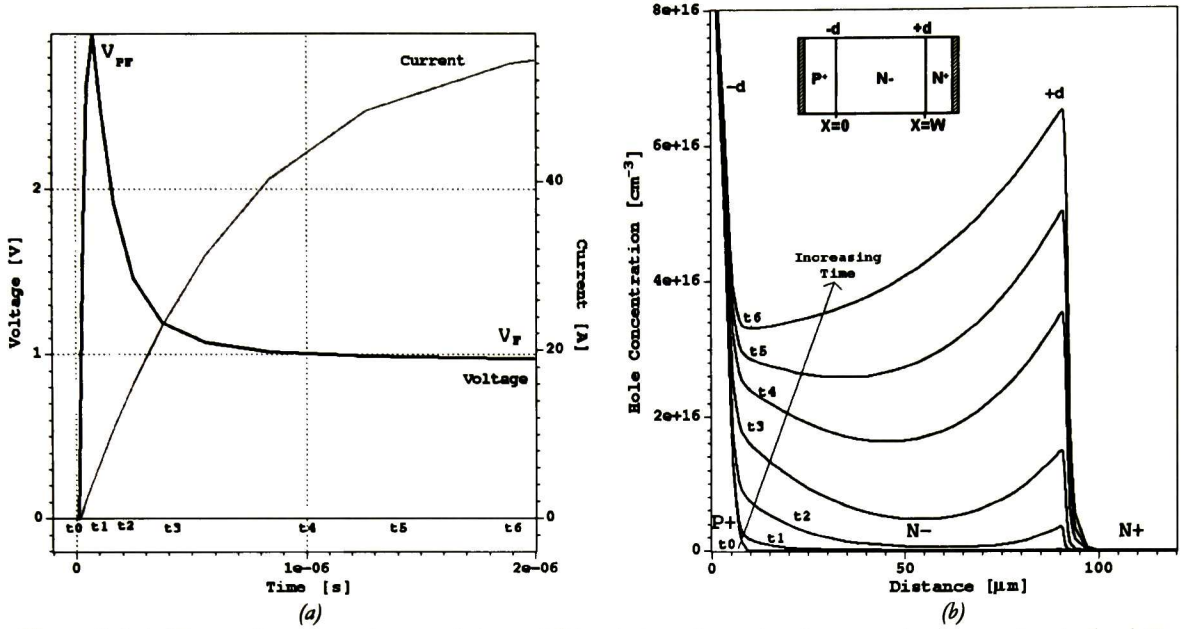 V_PF
Current
2
1
0
40
20
0
Voltage [V]
Current [A]
V_F
Voltage
t0 t1 t2 t3 t4 t5 t6
0 1e-06 2e-06
Time [s]
(a)
8e+16
6e+16
4e+16
2e+16
0
Hole Concentration [cm⁻³]
-d +d
P+ N- N+
X=0 X=W
-d
+d
Increasing
Time
t6
t5
t4
t3
t2
t1
t0
P+ N- N+
0 50 100
Distance [μm]
(b)